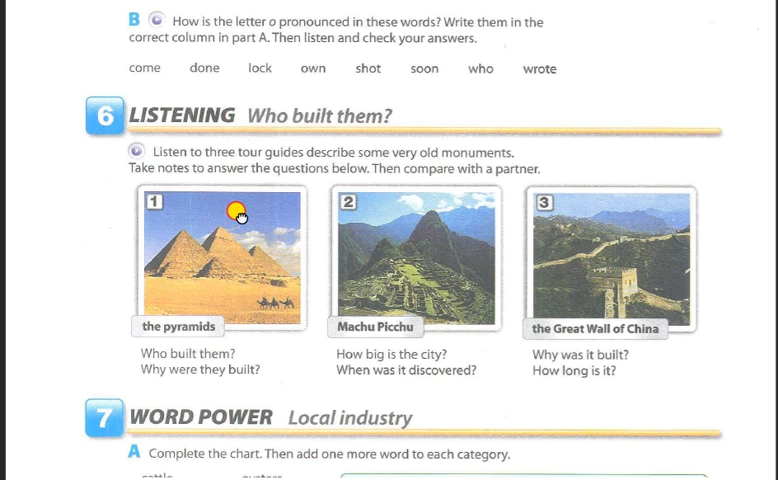 B How is the letter o pronounced in these words? Write them in the
correct column in part A. Then listen and check your answers.
come done lock own shot soon who wrote
6 LISTENING Who built them?
Listen to three tour guides describe some very old monuments.
Take notes to answer the questions below. Then compare with a partner.
1 2 3
the pyramids Machu Picchu the Great Wall of China
Who built them? How big is the city? Why was it built?
Why were they built? When was it discovered? How long is it?
7 WORD POWER Local industry
A Complete the chart. Then add one more word to each category.